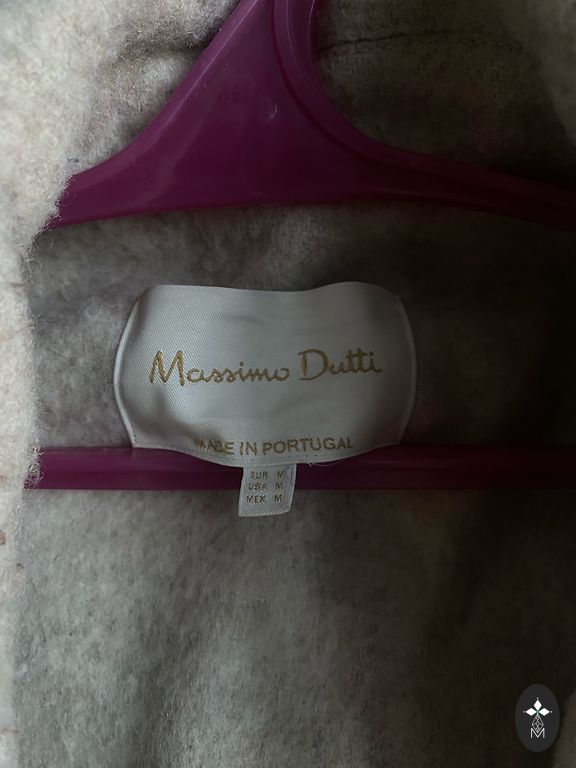 Massimo Dutti
MADE IN PORTUGAL
EUR M
USA M
MEX M
M